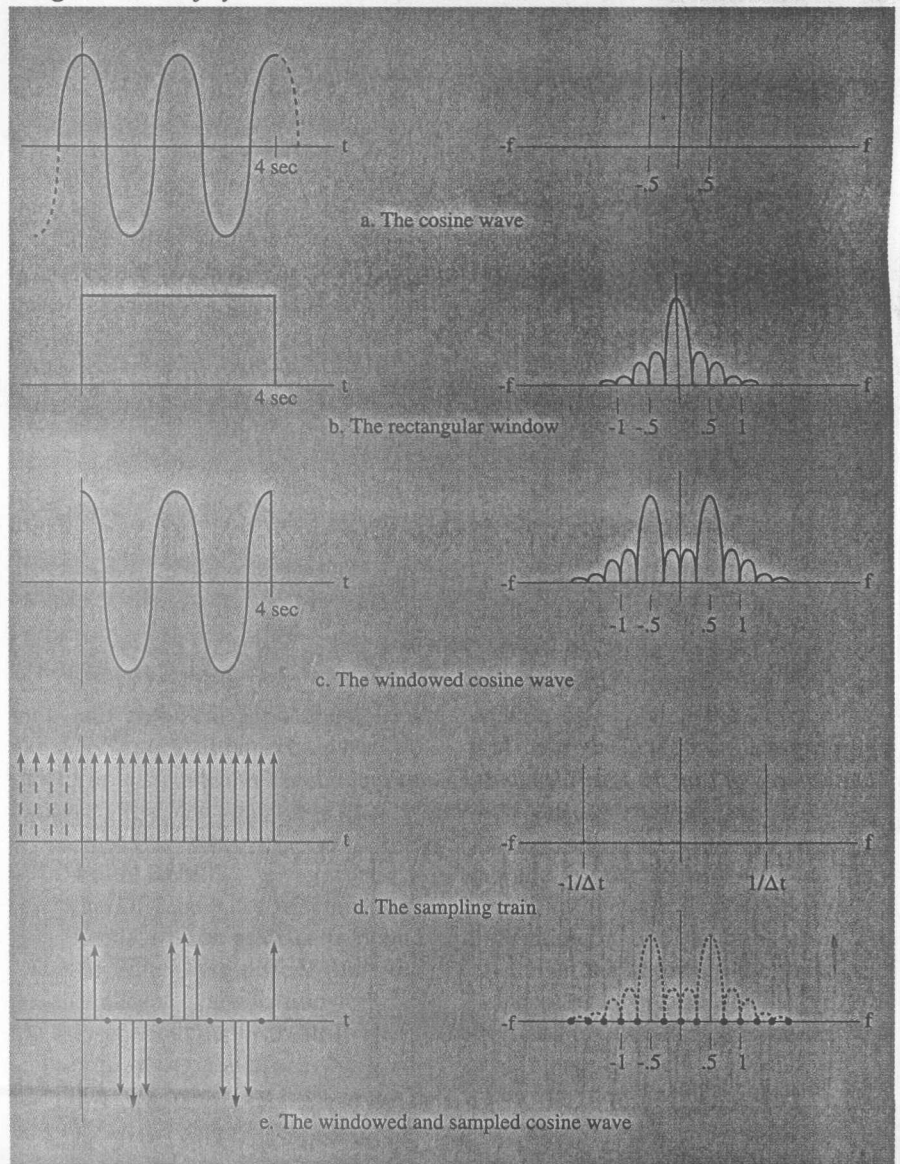 t
4 sec
-f
f
-.5 .5
a. The cosine wave
t
4 sec
-f
f
-1 -.5 .5 1
b. The rectangular window
t
4 sec
-f
f
-1 -.5 .5 1
c. The windowed cosine wave
t
-f
f
-1/Δt 1/Δt
d. The sampling train
t
-f
f
-1 -.5 .5 1
e. The windowed and sampled cosine wave